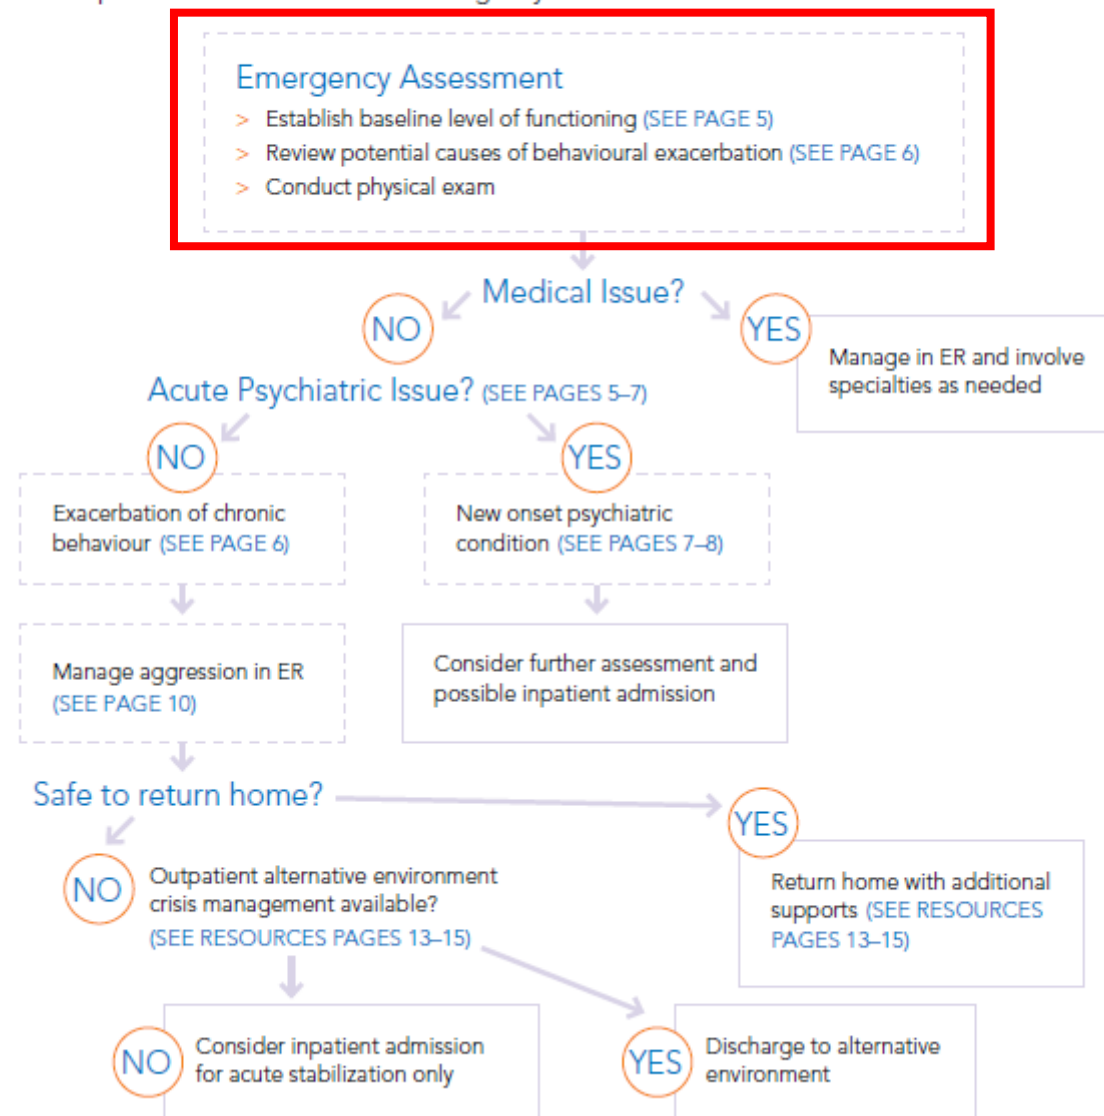 Emergency Assessment
> Establish baseline level of functioning (SEE PAGE 5)
> Review potential causes of behavioural exacerbation (SEE PAGE 6)
> Conduct physical exam
Medical Issue?
NO
YES
Manage in ER and involve
specialties as needed
Acute Psychiatric Issue? (SEE PAGES 5–7)
NO
YES
Exacerbation of chronic
behaviour (SEE PAGE 6)
New onset psychiatric
condition (SEE PAGES 7–8)
Manage aggression in ER
(SEE PAGE 10)
Consider further assessment and
possible inpatient admission
Safe to return home?
YES
Return home with additional
supports (SEE RESOURCES
PAGES 13–15)
NO
Outpatient alternative environment
crisis management available?
(SEE RESOURCES PAGES 13–15)
NO
Consider inpatient admission
for acute stabilization only
YES
Discharge to alternative
environment